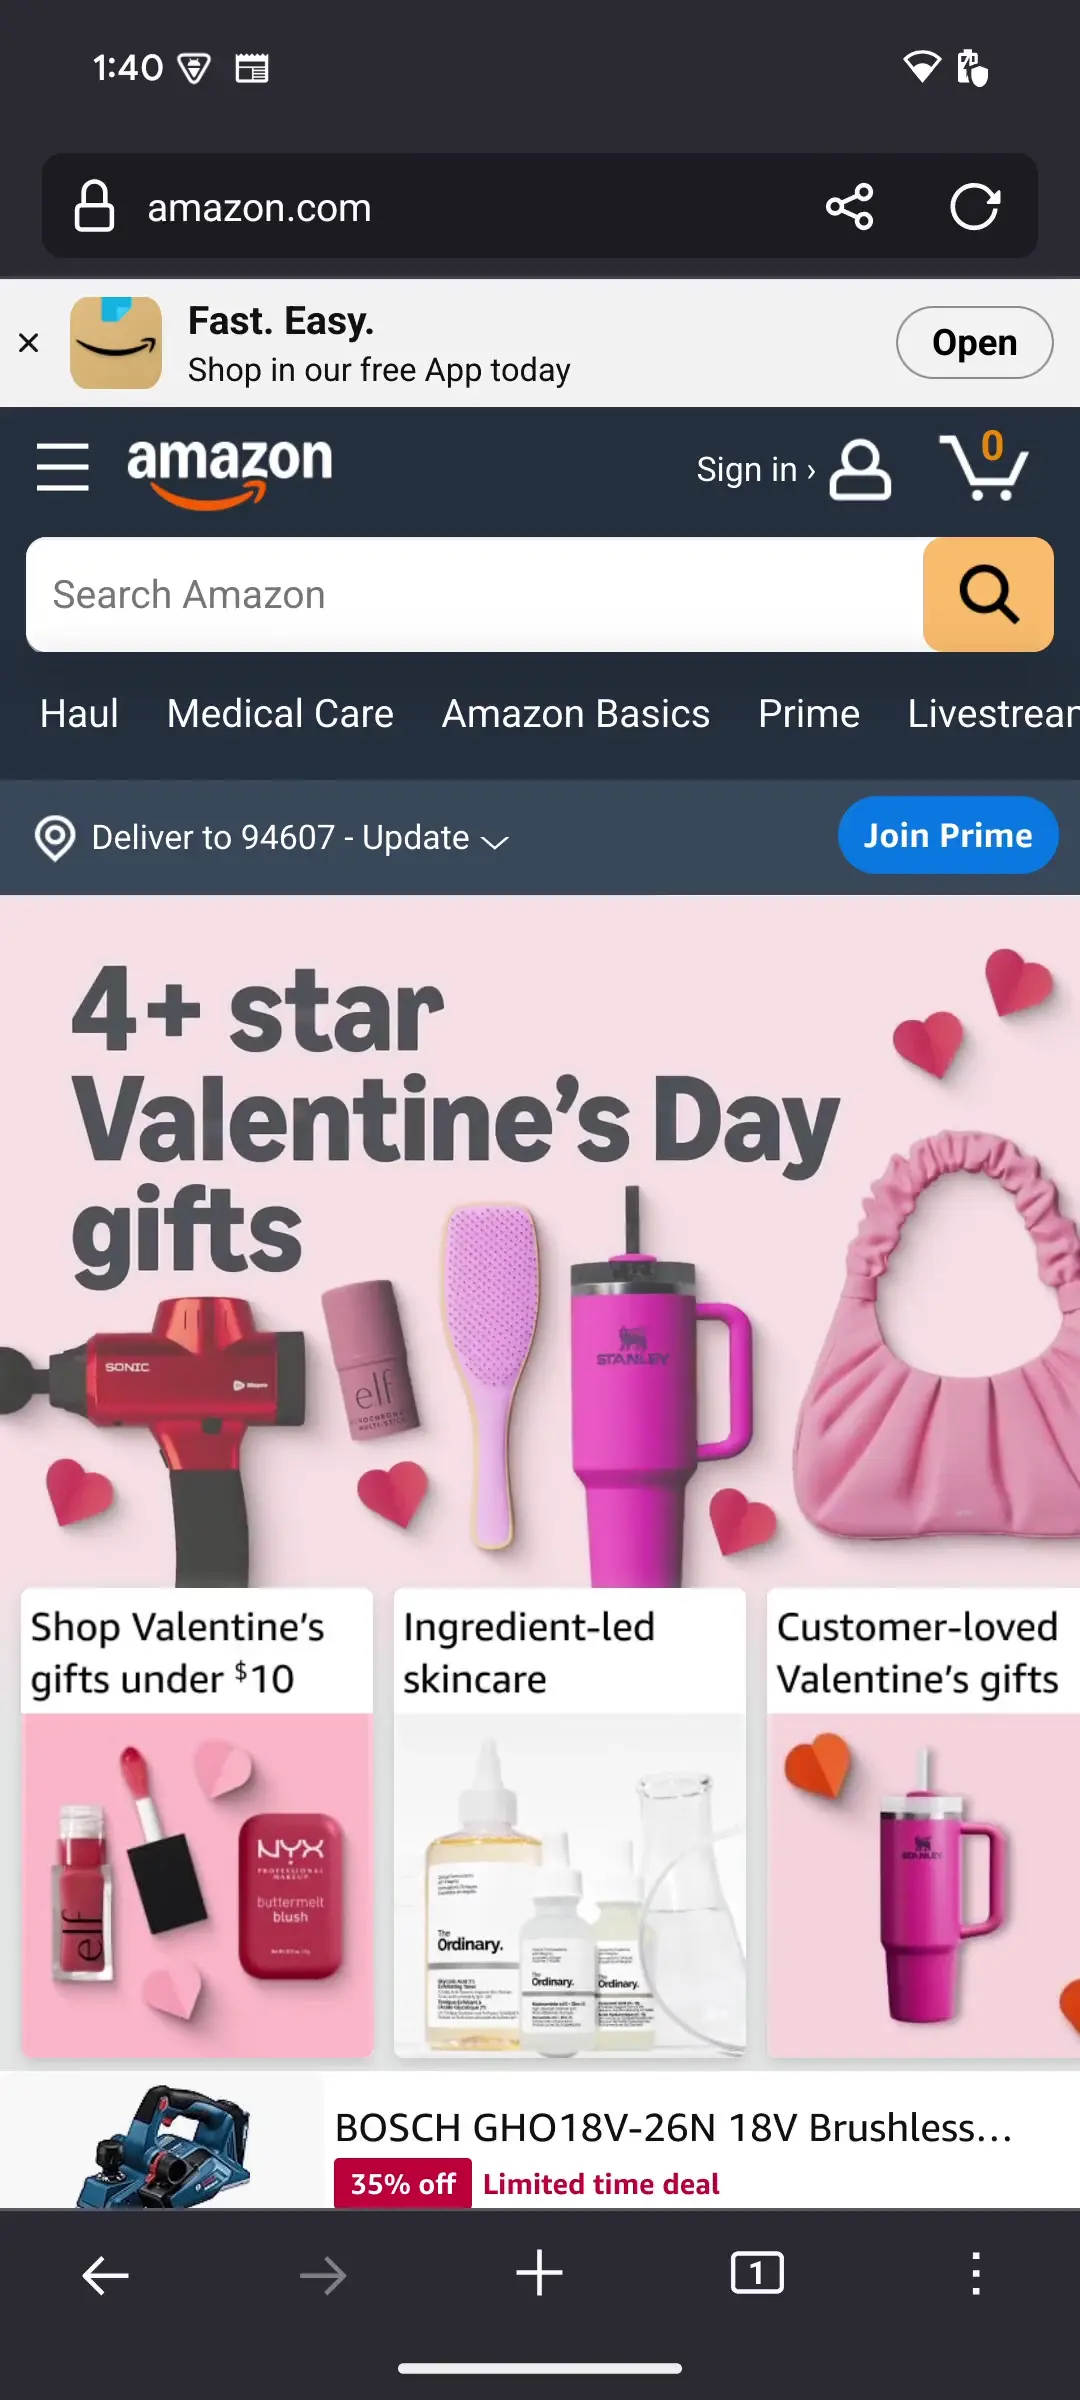 1:40
amazon.com
Fast. Easy.
Shop in our free App today
Open
amazon
Sign in ›
0
Search Amazon
Haul
Medical Care
Amazon Basics
Prime
Livestream
Deliver to 94607 - Update
Join Prime
4+ star
Valentine's Day
gifts
SONIC
elf
STANLEY
Shop Valentine's
gifts under $10
Ingredient-led
skincare
Customer-loved
Valentine's gifts
elf
NYX
PROFESSIONAL
MAKEUP
buttermelt
blush
The
Ordinary.
The
Ordinary.
The
Ordinary.
STANLEY
BOSCH GHO18V-26N 18V Brushless...
35% off
Limited time deal
1